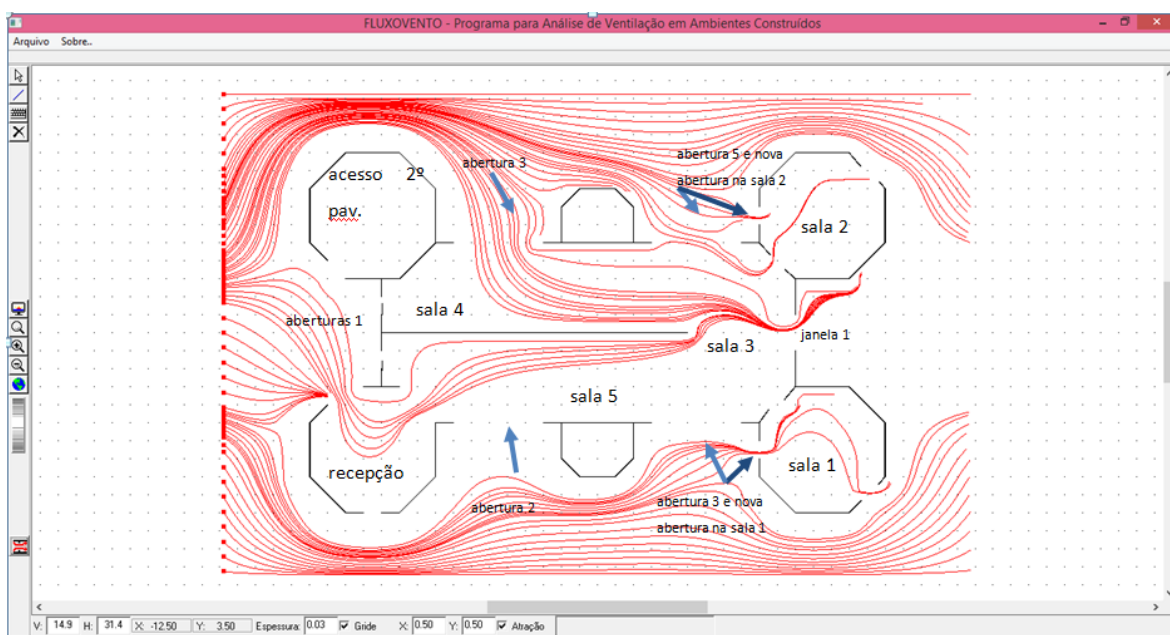 FLUXOVENTO - Programa para Análise de Ventilação em Ambientes Construídos
Arquivo Sobre..
abertura 5 e nova
abertura 3
acesso 2º
abertura na sala 2
pav.
sala 2
sala 4
aberturas 1
janela 1
sala 3
sala 5
sala 1
recepção
abertura 3 e nova
abertura 2
abertura na sala 1
V: 14.9 H: 31.4 X: -12.50 Y: 3.50 Espessura: 0.03 Gride X: 0.50 Y: 0.50 Atração